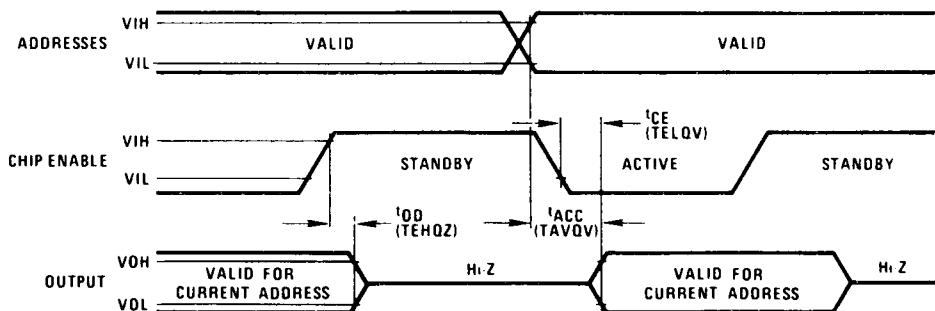 VIH
ADDRESSES VALID VALID
VIL
tCE
(TELQV)
VIH
CHIP ENABLE STANDBY ACTIVE STANDBY
VIL
tOD
(TEHQZ)
tACC
(TAVQV)
VOH
OUTPUT VALID FOR CURRENT ADDRESS Hi-Z VALID FOR CURRENT ADDRESS Hi-Z
VOL